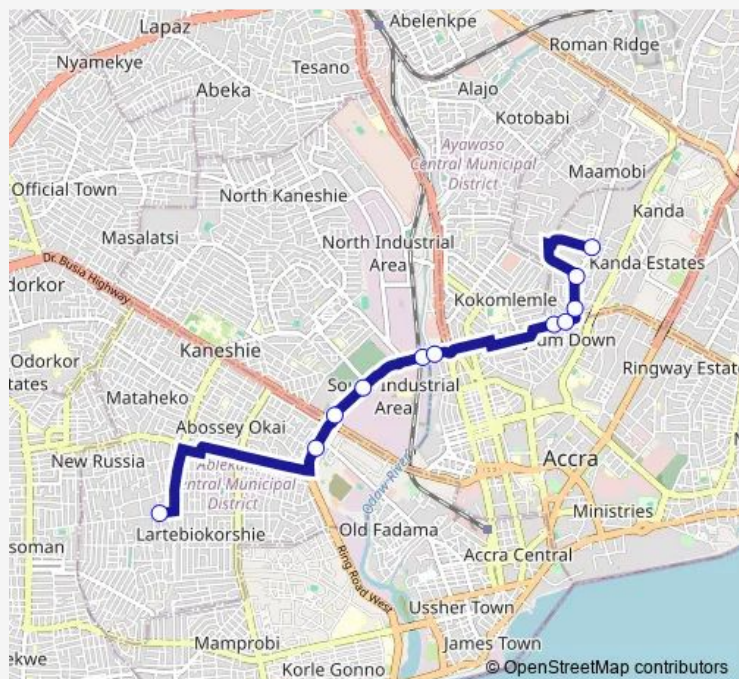 Lapaz
Abelenkpe
Roman Ridge
Nyamekye
Tesano
Abeka
Alajo
Kotobabi
Ayawaso
Central Municipal
District
Maamobi
Official Town
North Kaneshie
Kanda
Masalatsi
North Industrial
Area
Dr. Busia Highway
Kanda Estates
dorkor
Kokomlemle
Kaneshie
um Down
Odorkor
tates
Ringway Estate
Mataheko
South Industrial
Area
Abossey Okai
New Russia
Accra
Central Municipal
District
Odaw River
Ministries
soman
Lartebiokorshie
Old Fadama
Accra Central
Ring Road West
Ussher Town
Mamprobi
James Town
ekwe
Korle Gonno
© OpenStreetMap contributors